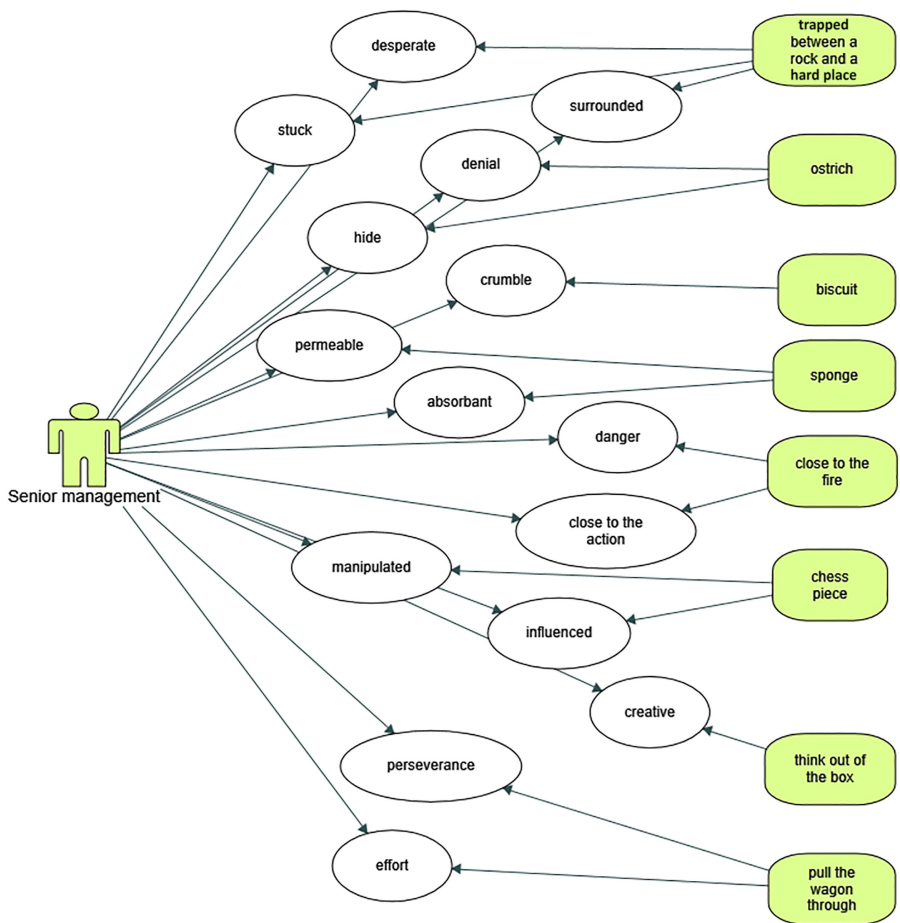 desperate
trapped
between a
rock and a
hard place
surrounded
stuck
denial
ostrich
hide
crumble
biscuit
permeable
sponge
absorbant
danger
close to the
fire
Senior management
close to the
action
manipulated
chess
piece
influenced
creative
think out of
the box
perseverance
effort
pull the
wagon
through